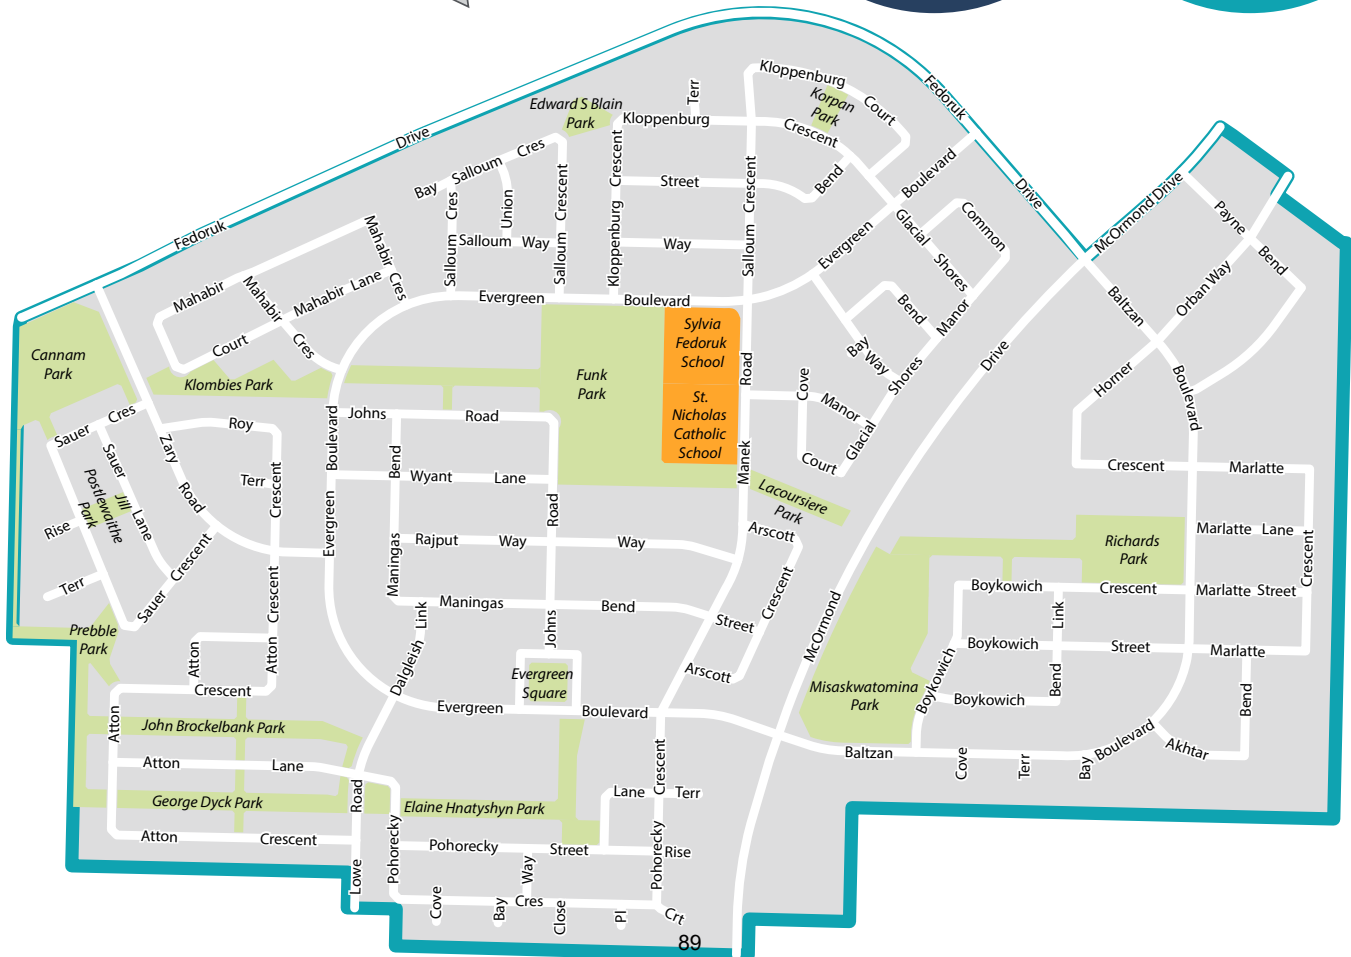 Kloppenburg
Court
Fedoruk
Korpan
Park
Terr
Edward S Blain
Park
Kloppenburg
Crescent
Drive
Salloum
Cres
Bay
Cres
Salloum
Union
Salloum
Way
Crescent
Salloum
Crescent
Kloppenburg
Street
Way
Crescent
Salloum
Bend
Boulevard
Evergreen
Glacial
Shores
Common
Drive
McOrmond Drive
Payne
Bend
Orban Way
Baltzan
Boulevard
Fedoruk
Mahabir
Mahabir
Cres
Mahabir
Cres
Mahabir Lane
Court
Evergreen
Boulevard
Bend
Manor
Bay
Way
Shores
Glacial
Drive
Cannam
Park
Klombies Park
Funk
Park
Sylvia
Fedoruk
School
St.
Nicholas
Catholic
School
Road
Manek
Cove
Manor
Court
Homer
Crescent
Marlatte
Sauer
Cres
Zary
Road
Roy
Terr
Crescent
Boulevard
Evergreen
Johns
Road
Bend
Maningas
Wyant
Lane
Road
Johns
Sauer
Lane
Jill
Postlewaithe
Park
Rise
Terr
Sauer
Crescent
Lacoursiere
Park
Arscott
Crescent
Arscott
Rajput
Way
Way
Maningas
Bend
Street
Link
Dalgleish
Crescent
Atton
Richards
Park
Marlatte Lane
Crescent
Boykowich
Crescent
Marlatte Street
Link
Boykowich
Street
Marlatte
Bend
Boykowich
Boykowich
Bend
McOrmond
Misaskwatomina
Park
Prebble
Park
Atton
Crescent
Atton
Evergreen
Square
Evergreen
Boulevard
Baltzan
Boulevard
Cove
Terr
Bay
Akhtar
John Brockelbank Park
Atton
Lane
George Dyck Park
Elaine Hnatyshyn Park
Road
Lowe
Atton
Crescent
Pohorecky
Lane
Terr
Crescent
Pohorecky
Pohorecky
Street
Rise
Way
Cove
Bay
Cres
Close
Pl
Crt
89